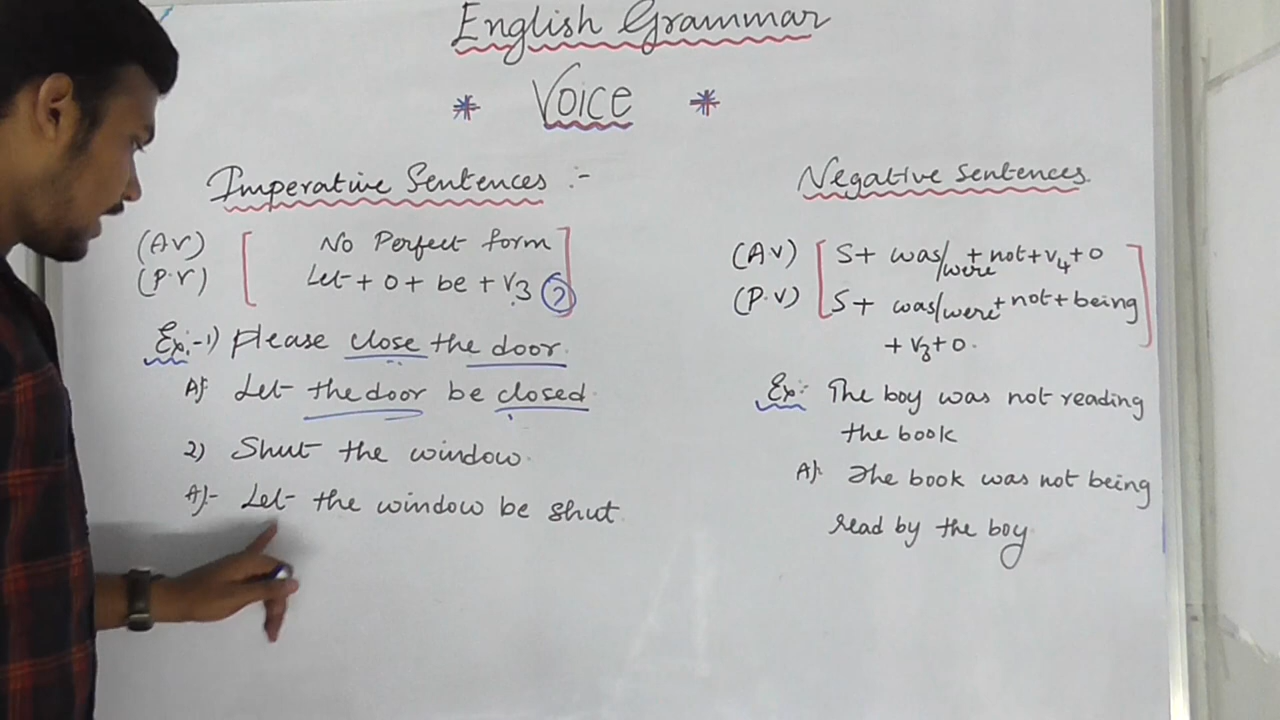 English Grammar
* Voice *
Imperative Sentences :-
(A.V) [ No Perfect form ]
(P.V) [ Let + O + be + V3 ] ?
Ex:-1) Please close the door.
A): Let the door be closed.
2) Shut the window.
A):- Let the window be shut.
Negative Sentences
(A.V) [ S + was/were + not + V4 + O ]
(P.V) [ S + was/were + not + being
+ V3 + O.
Ex:- The boy was not reading
the book
A): The book was not being
read by the boy.